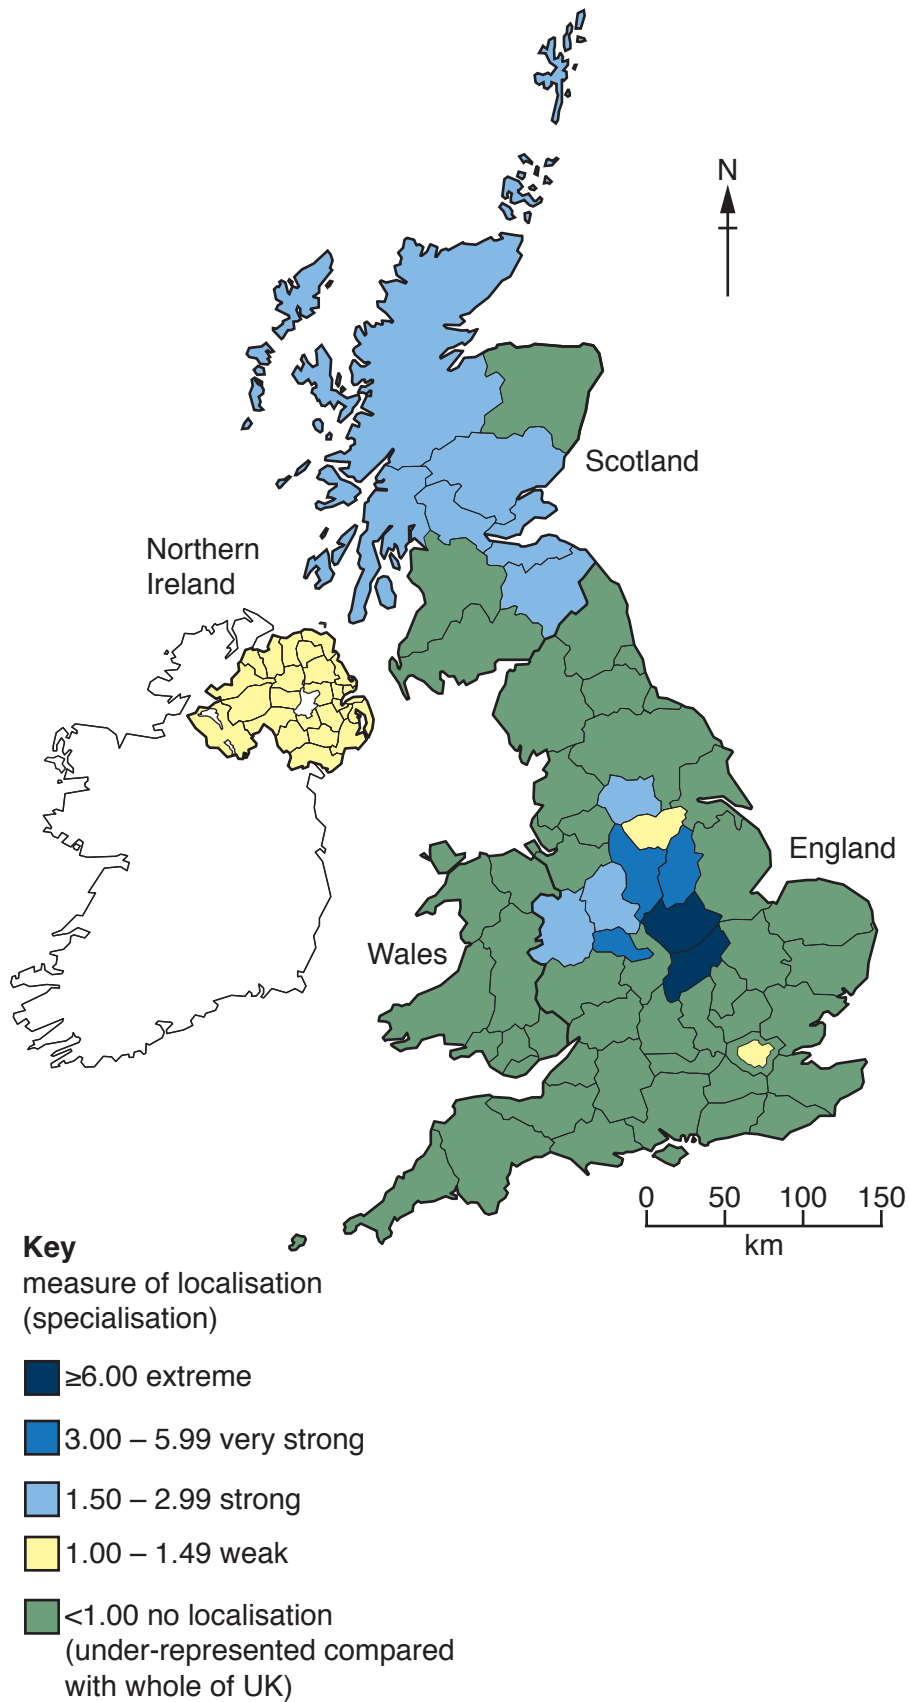 N
Scotland
Northern
Ireland
England
Wales
0 50 100 150
km
Key
measure of localisation
(specialisation)
≥6.00 extreme
3.00 – 5.99 very strong
1.50 – 2.99 strong
1.00 – 1.49 weak
<1.00 no localisation
(under-represented compared
with whole of UK)